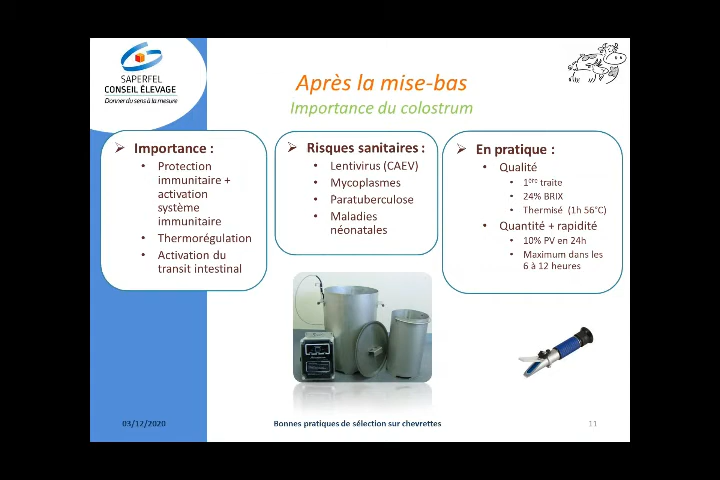 SAPERFEL
CONSEIL ÉLEVAGE
Donner du sens à la mesure
Après la mise-bas
Importance du colostrum
Importance :
Protection
immunitaire +
activation
système
immunitaire
Thermorégulation
Activation du
transit intestinal
Risques sanitaires :
Lentivirus (CAEV)
Mycoplasmes
Paratuberculose
Maladies
néonatales
En pratique :
Qualité
1ère traite
24% BRIX
Thermisé (1h 56°C)
Quantité + rapidité
10% PV en 24h
Maximum dans les
6 à 12 heures
03/12/2020
Bonnes pratiques de sélection sur chevrettes
11